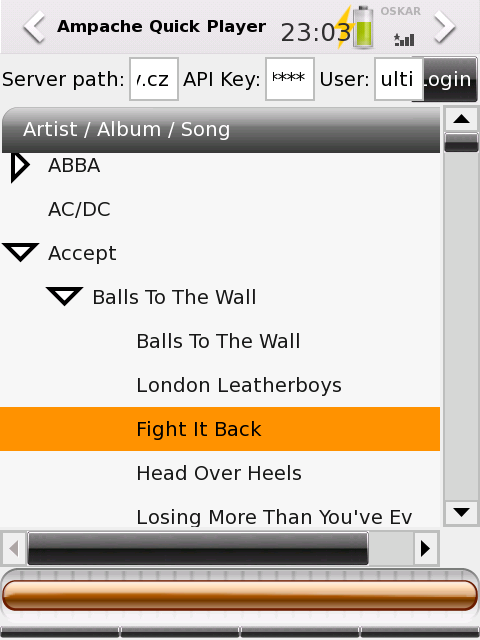 Ampache Quick Player 23:03 OSKAR
Server path: .cz API Key: **** User: ulti ogin
Artist / Album / Song
ABBA
AC/DC
Accept
Balls To The Wall
Balls To The Wall
London Leatherboys
Fight It Back
Head Over Heels
Losing More Than You've Ev